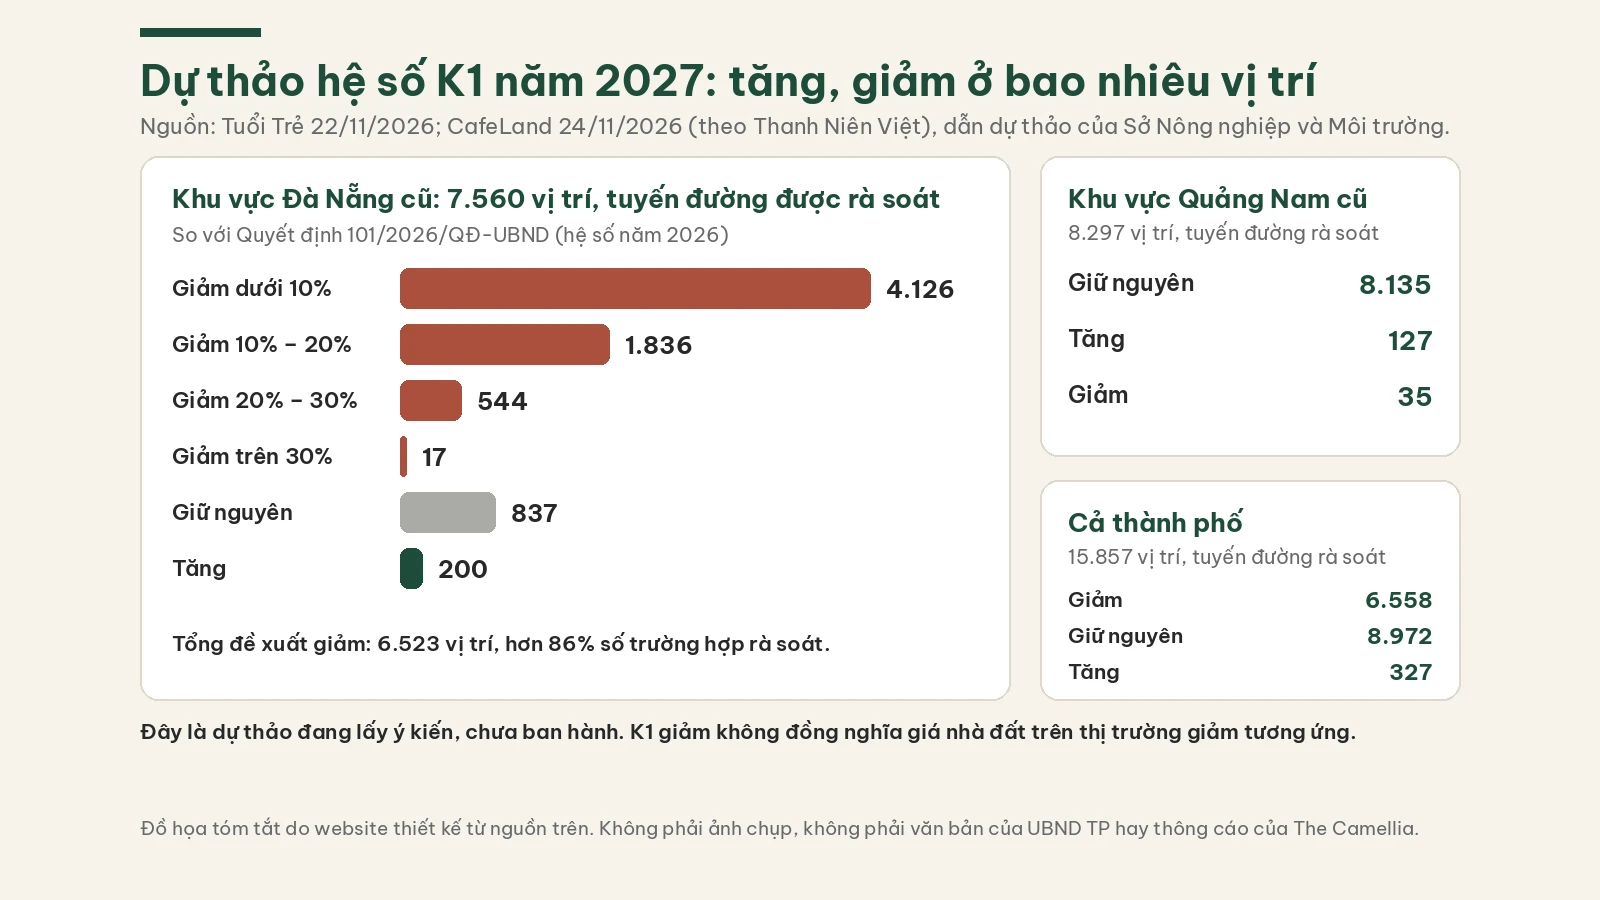 Dự thảo hệ số K1 năm 2027: tăng, giảm ở bao nhiêu vị trí
Nguồn: Tuổi Trẻ 22/11/2026; CafeLand 24/11/2026 (theo Thanh Niên Việt), dẫn dự thảo của Sở Nông nghiệp và Môi trường.
Khu vực Đà Nẵng cũ: 7.560 vị trí, tuyến đường được rà soát
So với Quyết định 101/2026/QĐ-UBND (hệ số năm 2026)
Giảm dưới 10% 4.126
Giảm 10% – 20% 1.836
Giảm 20% – 30% 544
Giảm trên 30% 17
Giữ nguyên 837
Tăng 200
Tổng đề xuất giảm: 6.523 vị trí, hơn 86% số trường hợp rà soát.
Khu vực Quảng Nam cũ
8.297 vị trí, tuyến đường rà soát
Giữ nguyên 8.135
Tăng 127
Giảm 35
Cả thành phố
15.857 vị trí, tuyến đường rà soát
Giảm 6.558
Giữ nguyên 8.972
Tăng 327
Đây là dự thảo đang lấy ý kiến, chưa ban hành. K1 giảm không đồng nghĩa giá nhà đất trên thị trường giảm tương ứng.
Đồ họa tóm tắt do website thiết kế từ nguồn trên. Không phải ảnh chụp, không phải văn bản của UBND TP hay thông cáo của The Camellia.